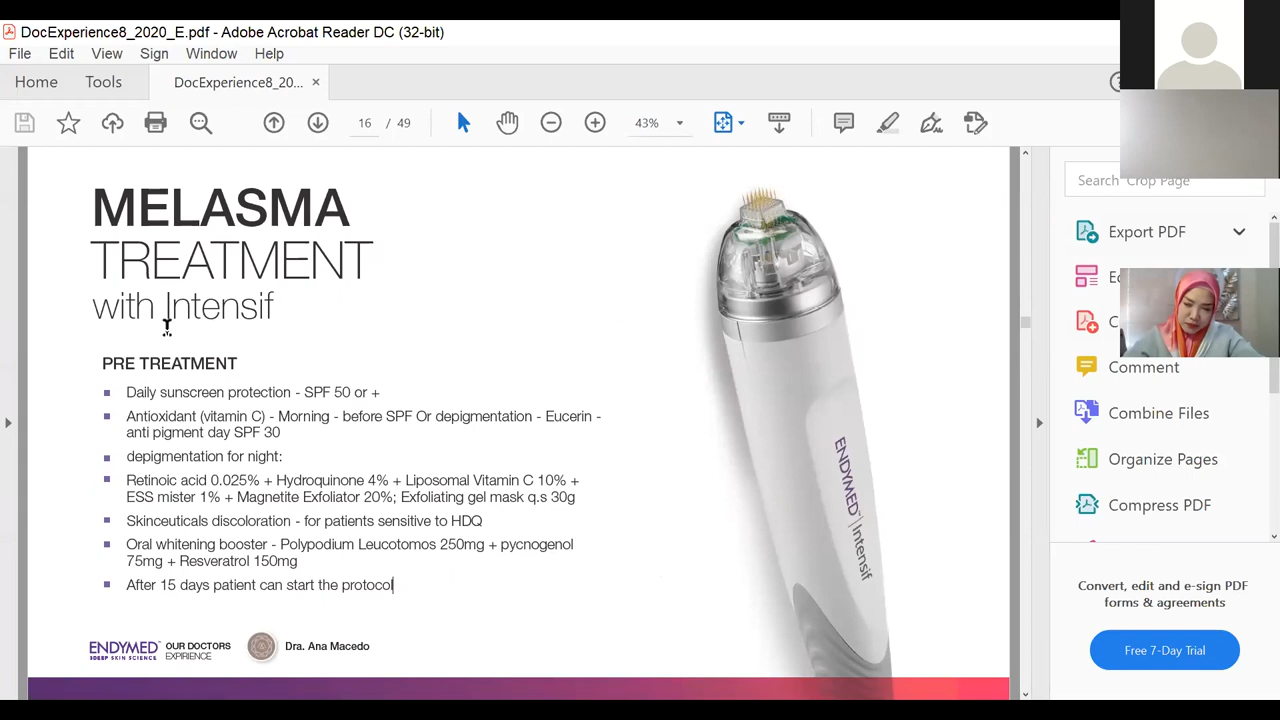 DocExperience8_2020_E.pdf - Adobe Acrobat Reader DC (32-bit)
File Edit View Sign Window Help
Home Tools DocExperience8_20... ×
16 / 49 43%
MELASMA
TREATMENT
with Intensif
PRE TREATMENT
Daily sunscreen protection - SPF 50 or +
Antioxidant (vitamin C) - Morning - before SPF Or depigmentation - Eucerin -
anti pigment day SPF 30
depigmentation for night:
Retinoic acid 0.025% + Hydroquinone 4% + Liposomal Vitamin C 10% +
ESS mister 1% + Magnetite Exfoliator 20%; Exfoliating gel mask q.s 30g
Skinceuticals discoloration - for patients sensitive to HDQ
Oral whitening booster - Polypodium Leucotomos 250mg + pycnogenol
75mg + Resveratrol 150mg
After 15 days patient can start the protocol
ENDYMED™ OUR DOCTORS
3DEEP SKIN SCIENCE EXPIRIENCE
Dra. Ana Macedo
ENDYMED™ | Intensif
Search 'Crop Page'
Export PDF
Comment
Combine Files
Organize Pages
Compress PDF
Convert, edit and e-sign PDF
forms & agreements
Free 7-Day Trial